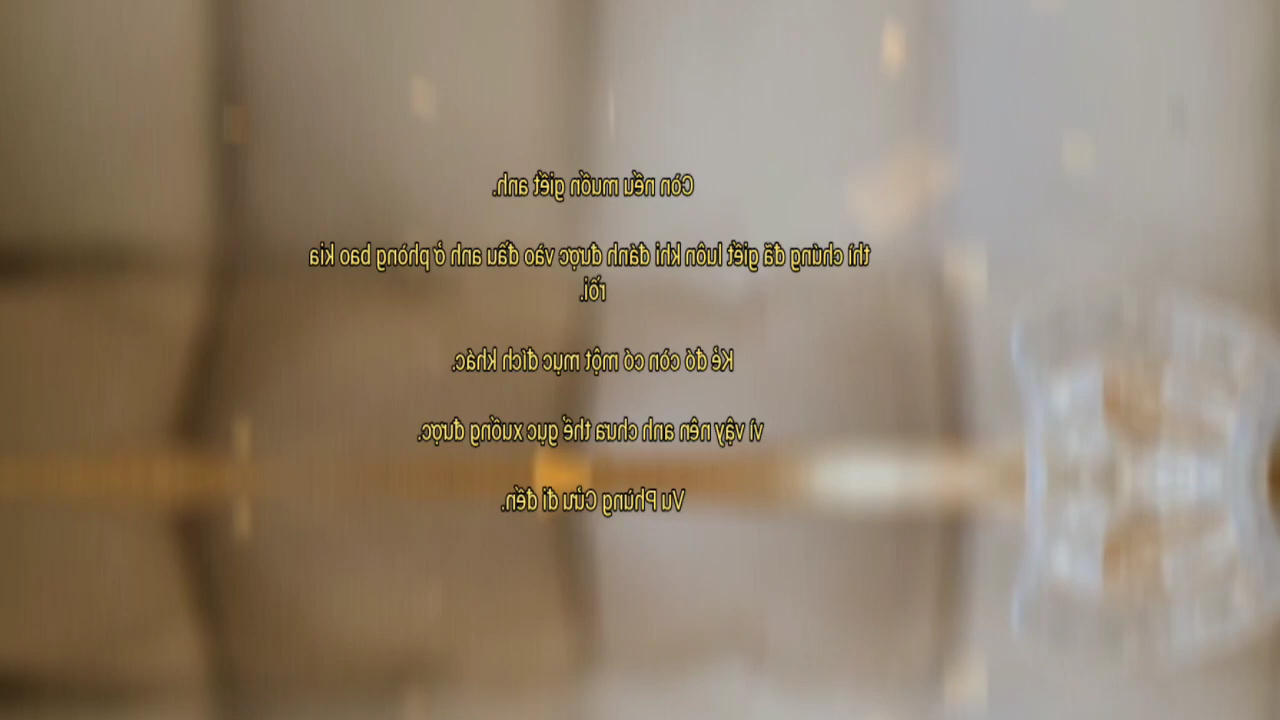 Còn nếu muốn giết anh.
thì chúng đã giết luôn khi đánh được vào đầu anh ở phòng bao kia
rồi.
Kẻ đó còn có một mục đích khác.
vì vậy nên anh chưa thể gục xuống được.
Vu Phùng Cửu đi đến.